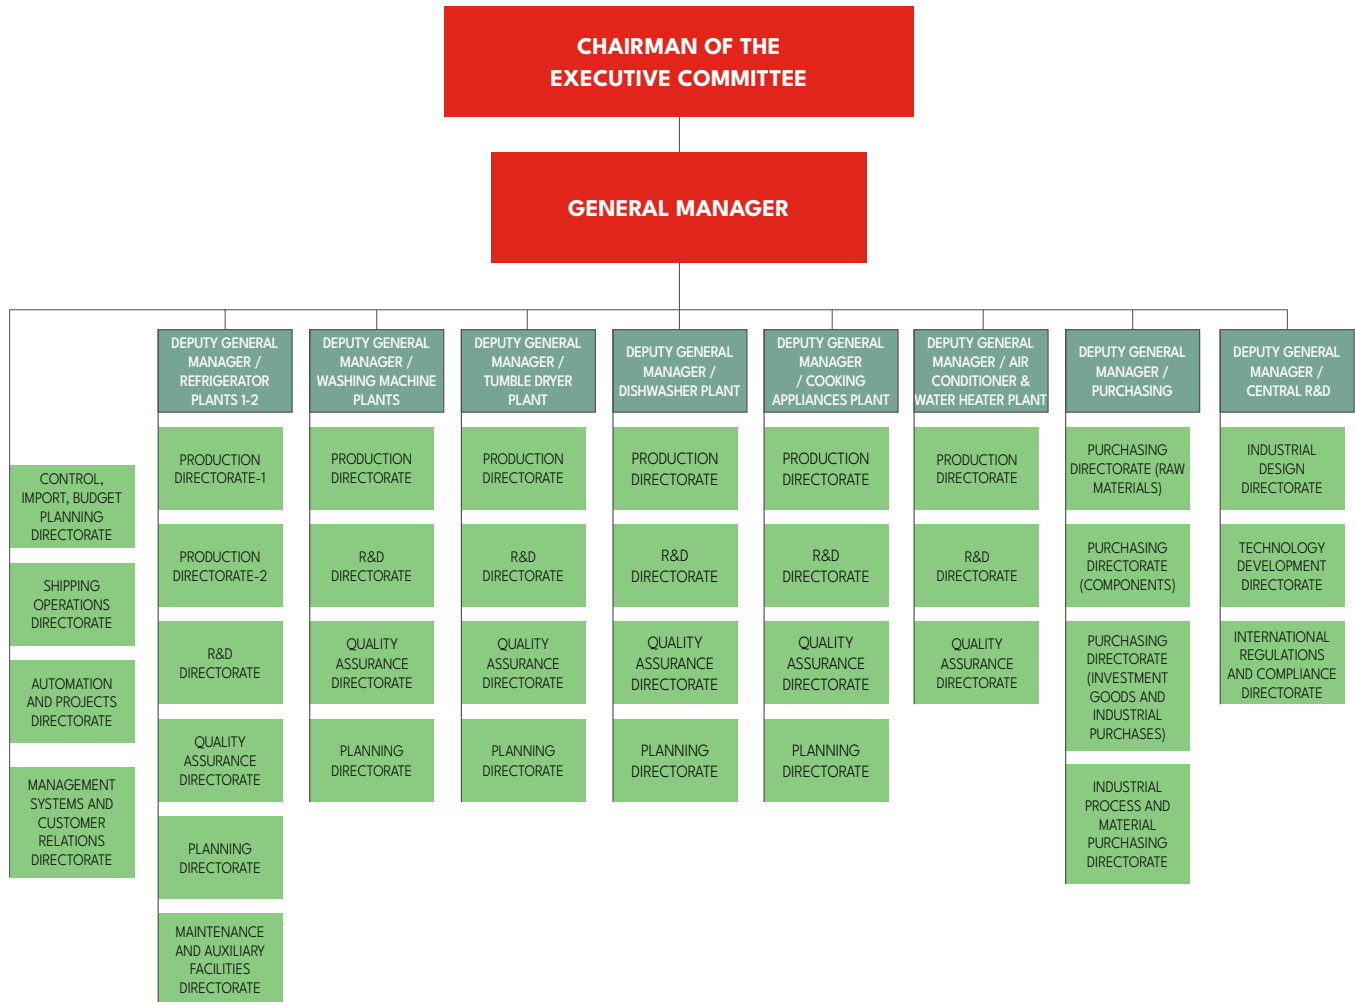 CHAIRMAN OF THE
EXECUTIVE COMMITTEE
GENERAL MANAGER
CONTROL,
IMPORT, BUDGET
PLANNING
DIRECTORATE
SHIPPING
OPERATIONS
DIRECTORATE
AUTOMATION
AND PROJECTS
DIRECTORATE
MANAGEMENT
SYSTEMS AND
CUSTOMER
RELATIONS
DIRECTORATE
DEPUTY GENERAL
MANAGER /
REFRIGERATOR
PLANTS 1-2
PRODUCTION
DIRECTORATE-1
PRODUCTION
DIRECTORATE-2
R&D
DIRECTORATE
QUALITY
ASSURANCE
DIRECTORATE
PLANNING
DIRECTORATE
MAINTENANCE
AND AUXILIARY
FACILITIES
DIRECTORATE
DEPUTY GENERAL
MANAGER /
WASHING MACHINE
PLANTS
PRODUCTION
DIRECTORATE
R&D
DIRECTORATE
QUALITY
ASSURANCE
DIRECTORATE
PLANNING
DIRECTORATE
DEPUTY GENERAL
MANAGER /
TUMBLE DRYER
PLANT
PRODUCTION
DIRECTORATE
R&D
DIRECTORATE
QUALITY
ASSURANCE
DIRECTORATE
PLANNING
DIRECTORATE
DEPUTY GENERAL
MANAGER /
DISHWASHER PLANT
PRODUCTION
DIRECTORATE
R&D
DIRECTORATE
QUALITY
ASSURANCE
DIRECTORATE
PLANNING
DIRECTORATE
DEPUTY GENERAL
MANAGER
/ COOKING
APPLIANCES PLANT
PRODUCTION
DIRECTORATE
R&D
DIRECTORATE
QUALITY
ASSURANCE
DIRECTORATE
PLANNING
DIRECTORATE
DEPUTY GENERAL
MANAGER / AIR
CONDITIONER &
WATER HEATER PLANT
PRODUCTION
DIRECTORATE
R&D
DIRECTORATE
QUALITY
ASSURANCE
DIRECTORATE
DEPUTY GENERAL
MANAGER /
PURCHASING
PURCHASING
DIRECTORATE (RAW
MATERIALS)
PURCHASING
DIRECTORATE
(COMPONENTS)
PURCHASING
DIRECTORATE
(INVESTMENT
GOODS AND
INDUSTRIAL
PURCHASES)
INDUSTRIAL
PROCESS AND
MATERIAL
PURCHASING
DIRECTORATE
DEPUTY GENERAL
MANAGER /
CENTRAL R&D
INDUSTRIAL
DESIGN
DIRECTORATE
TECHNOLOGY
DEVELOPMENT
DIRECTORATE
INTERNATIONAL
REGULATIONS
AND COMPLIANCE
DIRECTORATE